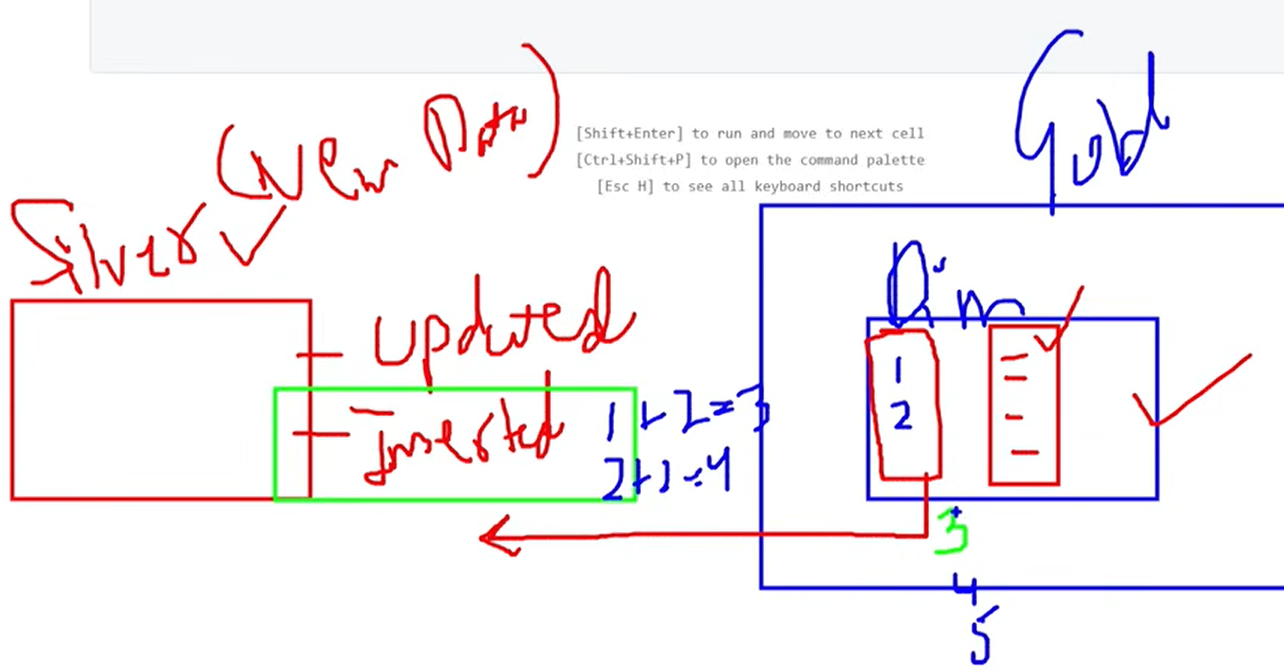 [Shift+Enter] to run and move to next cell
[Ctrl+Shift+P] to open the command palette
[Esc H] to see all keyboard shortcuts
Silver (New Data)
Updated
Inserted
1 + 2 = 3
2+2=4
Gold
Dim
1
2
3
4
5